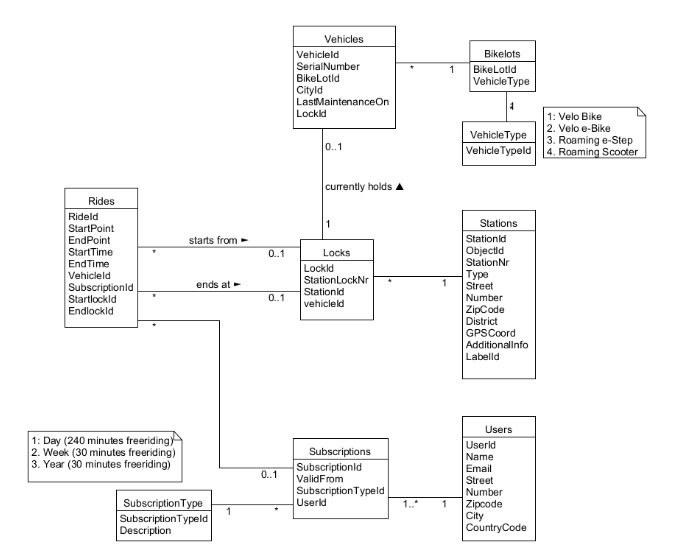 Vehicles
VehicleId
SerialNumber
BikeLotId
CityId
LastMaintenanceOn
LockId
* 1
Bikelots
BikeLotId
VehicleType
VehicleType
VehicleTypeId
1: Velo Bike
2. Velo e-Bike
3. Roaming e-Step
4. Roaming Scooter
0..1
currently holds ▲
1
Rides
RideId
StartPoint
EndPoint
StartTime
EndTime
VehicleId
SubscriptionId
StartlockId
EndlockId
starts from ►
* 0..1
ends at ►
* 0..1
*
Locks
LockId
StationLockNr
StationId
vehicleId
* 1
Stations
StationId
ObjectId
StationNr
Type
Street
Number
ZipCode
District
GPSCoord
AdditionalInfo
LabelId
1: Day (240 minutes freeriding)
2. Week (30 minutes freeriding)
3. Year (30 minutes freeriding)
0..1
Subscriptions
SubscriptionId
ValidFrom
SubscriptionTypeId
UserId
SubscriptionType
SubscriptionTypeId
Description
1 *
1..* 1
Users
UserId
Name
Email
Street
Number
Zipcode
City
CountryCode